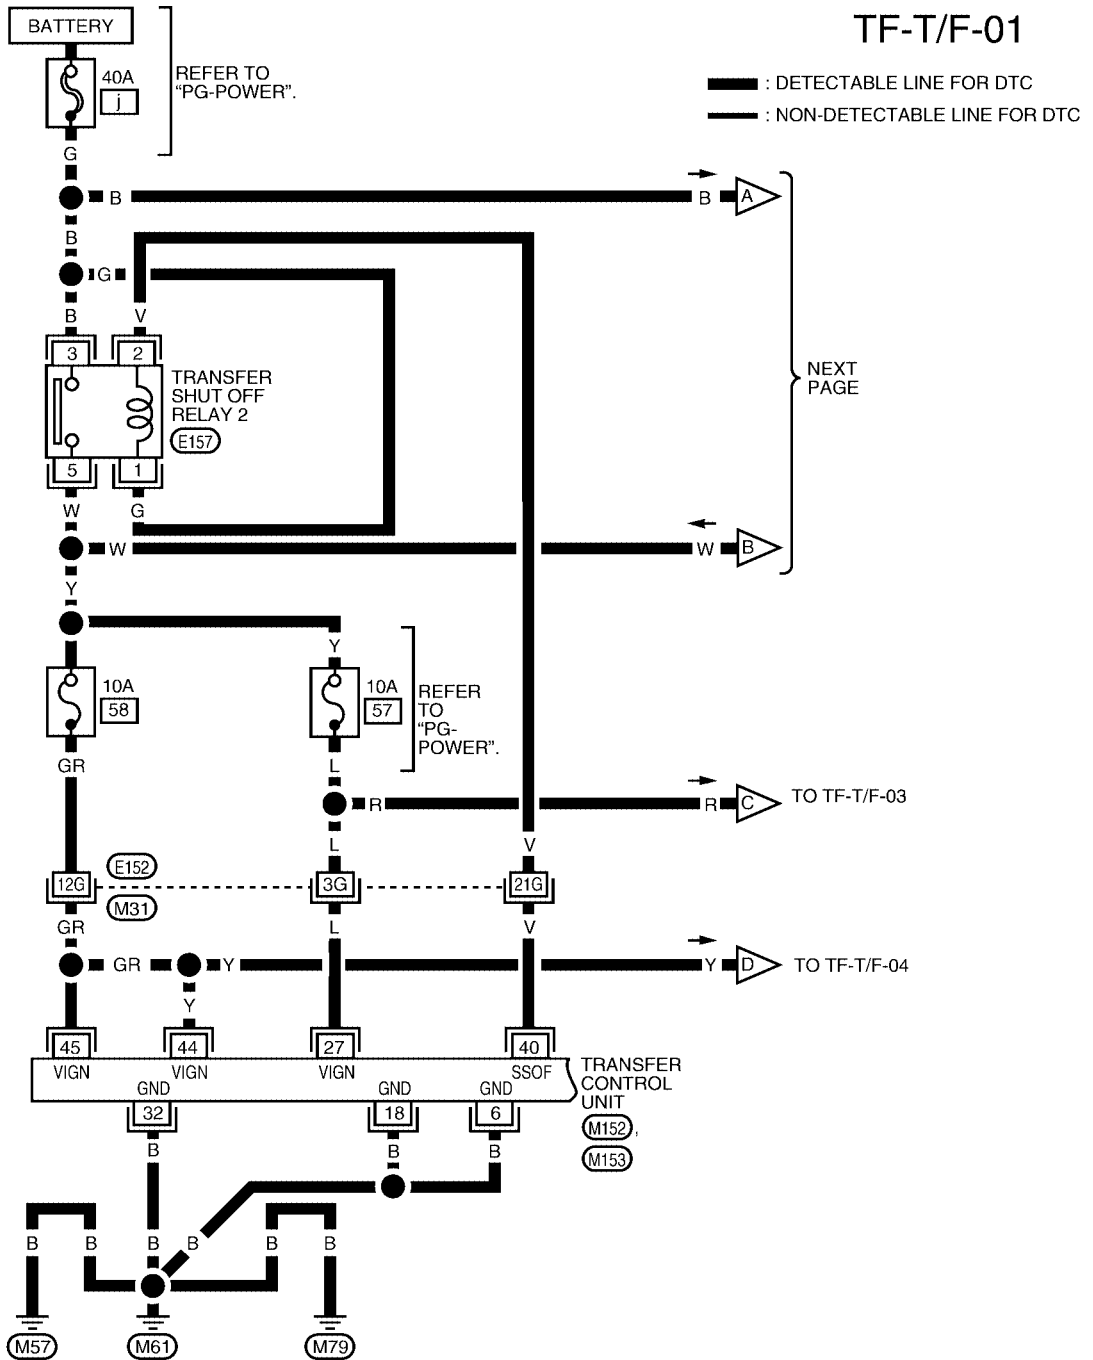 BATTERY
TF-T/F-01
40A
j
REFER TO
“PG-POWER”.
: DETECTABLE LINE FOR DTC
: NON-DETECTABLE LINE FOR DTC
G
B
B
A
B
G
B
V
3
2
TRANSFER
SHUT OFF
RELAY 2
E157
NEXT
PAGE
5
1
W
G
W
W
B
Y
Y
10A
58
10A
57
REFER
TO
“PG-
POWER”.
GR
L
R
R
C
TO TF-T/F-03
L
V
E152
12G
3G
21G
M31
GR
L
V
GR
Y
Y
D
TO TF-T/F-04
Y
45
44
27
40
VIGN
VIGN
VIGN
SSOF
TRANSFER
CONTROL
UNIT
M152 ,
M153
GND
GND
GND
32
18
6
B
B
B
B
B
B
B
B
B
M57
M61
M79